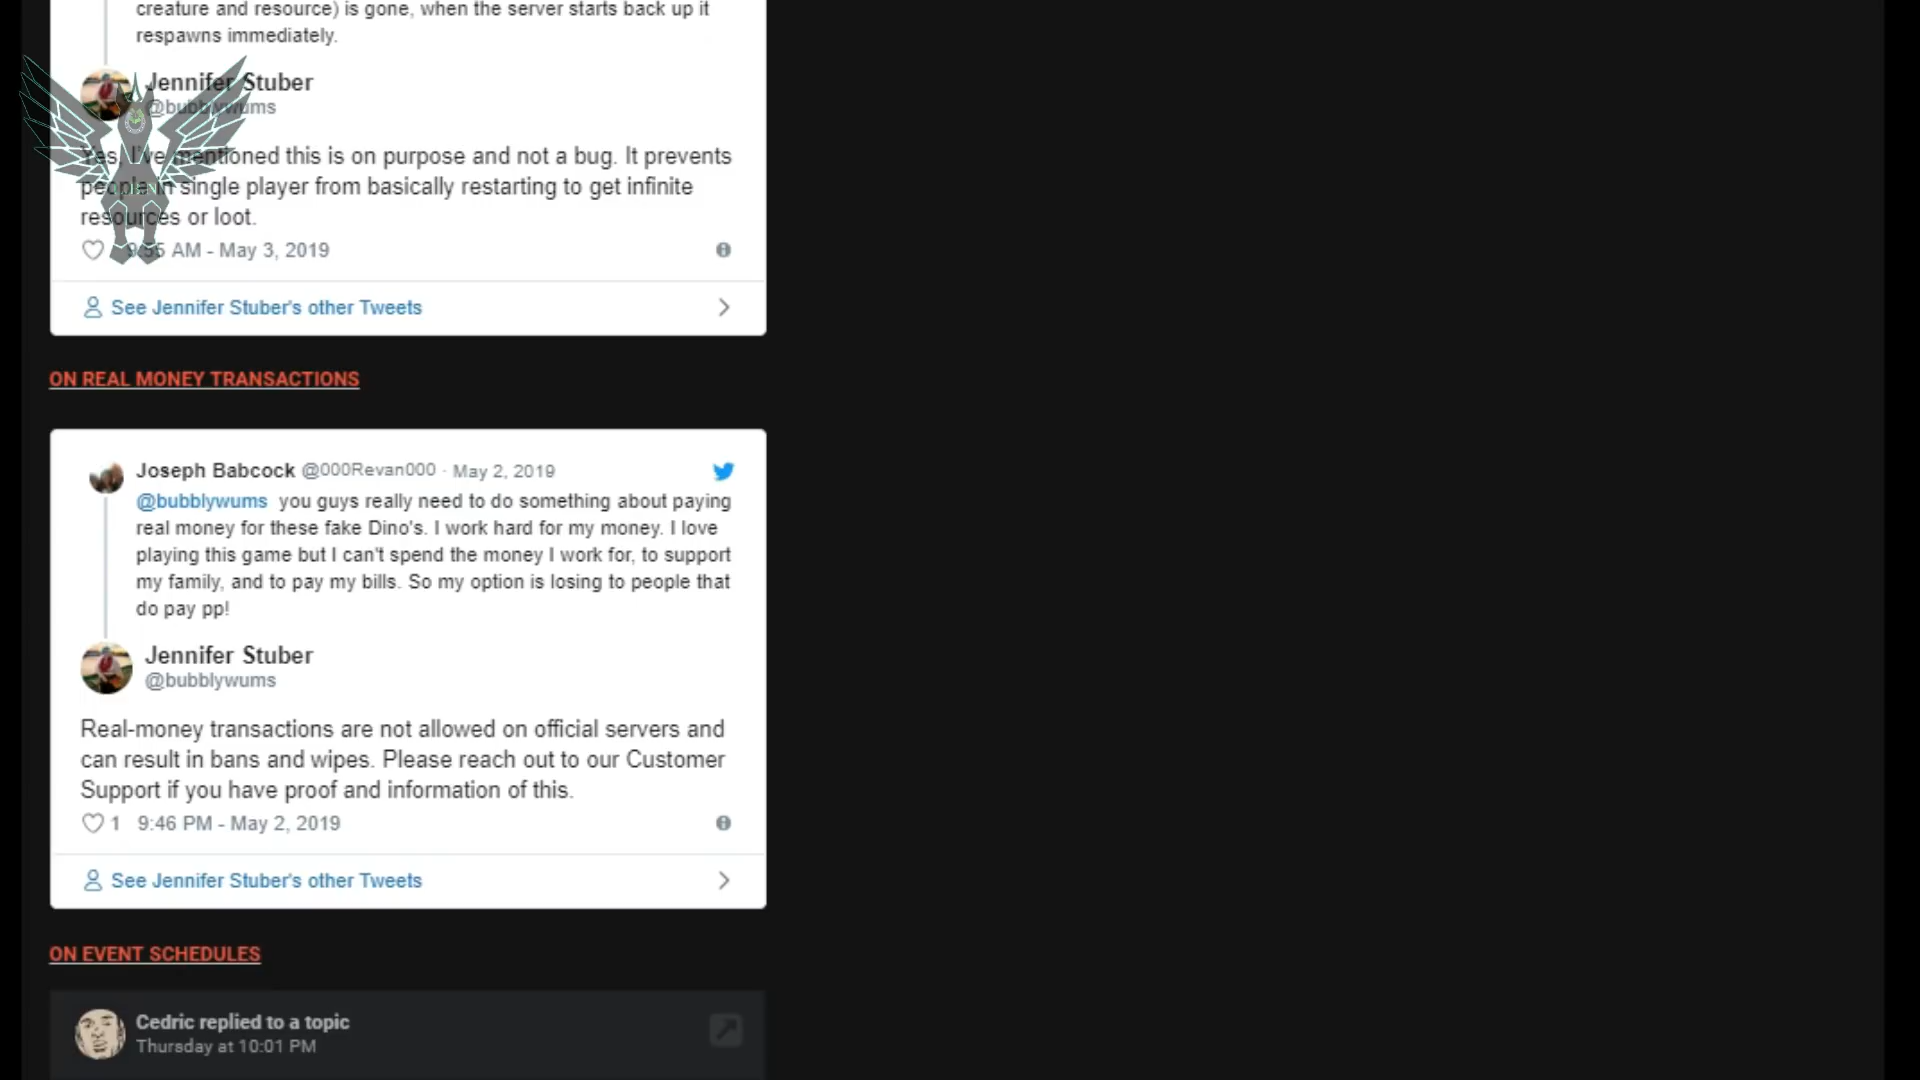 creature and resource) is gone, when the server starts back up it
respawns immediately.
Jennifer Stuber
@bubblywums
Yes, I've mentioned this is on purpose and not a bug. It prevents
people in single player from basically restarting to get infinite
resources or loot.
9:55 AM - May 3, 2019
See Jennifer Stuber's other Tweets
ON REAL MONEY TRANSACTIONS
Joseph Babcock @000Revan000 · May 2, 2019
@bubblywums you guys really need to do something about paying
real money for these fake Dino's. I work hard for my money. I love
playing this game but I can't spend the money I work for, to support
my family, and to pay my bills. So my option is losing to people that
do pay pp!
Jennifer Stuber
@bubblywums
Real-money transactions are not allowed on official servers and
can result in bans and wipes. Please reach out to our Customer
Support if you have proof and information of this.
1 9:46 PM - May 2, 2019
See Jennifer Stuber's other Tweets
ON EVENT SCHEDULES
Cedric replied to a topic
Thursday at 10:01 PM